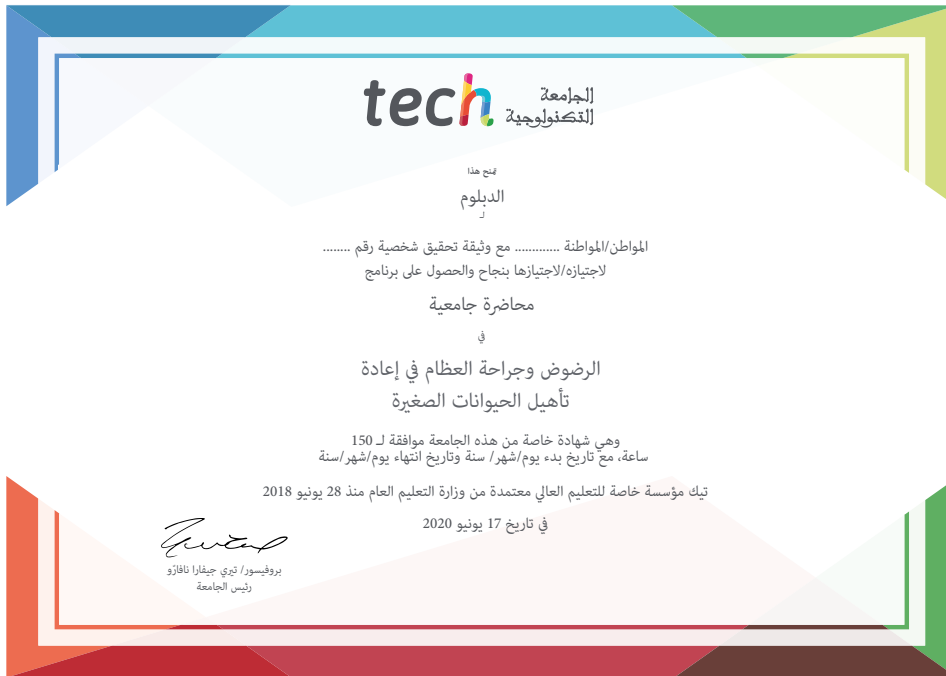 tech الجامعة
التكنولوجية
يمنح هذا
الدبلوم
لـ
المواطن/المواطنة ............. مع وثيقة تحقيق شخصية رقم ........
لاجتيازه/لاجتيازها بنجاح والحصول على برنامج
محاضرة جامعية
في
الرضوض وجراحة العظام في إعادة
تأهيل الحيوانات الصغيرة
وهي شهادة خاصة من هذه الجامعة موافقة لـ 150
ساعة، مع تاريخ بدء يوم/شهر/ سنة وتاريخ انتهاء يوم/شهر/سنة
تيك مؤسسة خاصة للتعليم العالي معتمدة من وزارة التعليم العام منذ 28 يونيو 2018
في تاريخ 17 يونيو 2020
بروفيسور/ تيري جيفارا نافارّو
رئيس الجامعة